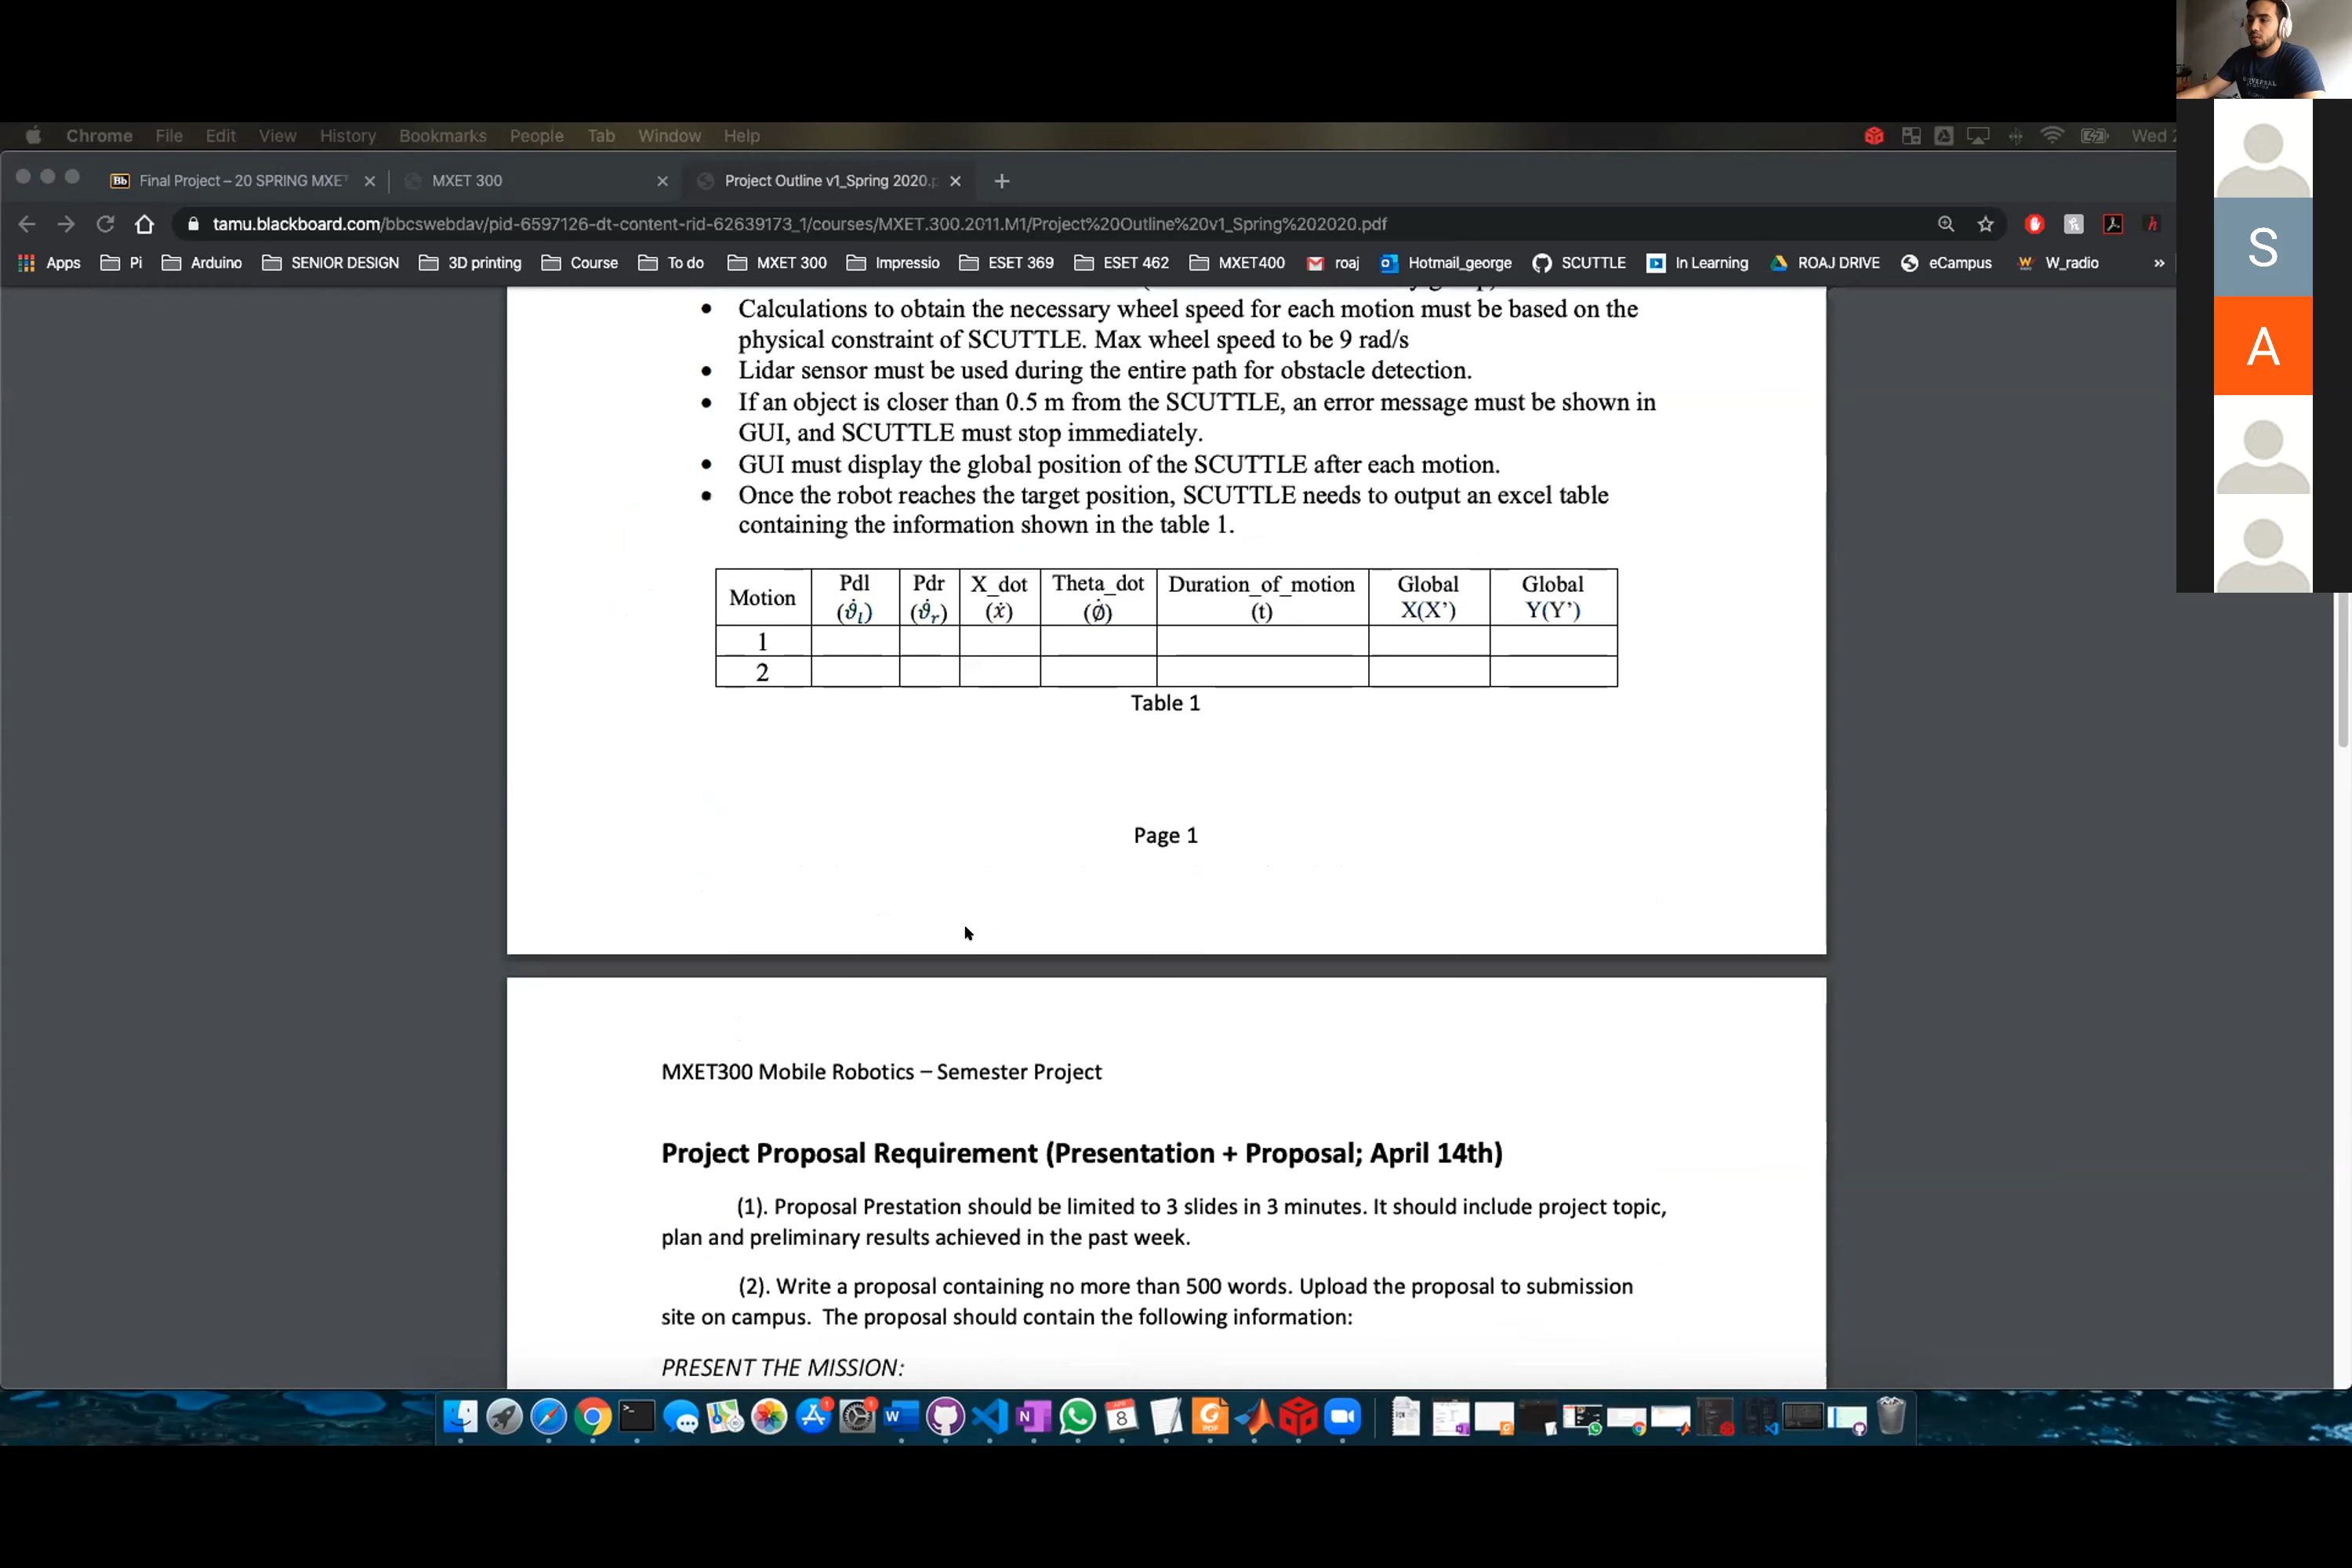 Chrome File Edit View History Bookmarks People Tab Window Help Wed
Final Project – 20 SPRING MXET
MXET 300
Project Outline v1_Spring 2020.p
tamu.blackboard.com/bbcswebdav/pid-6597126-dt-content-rid-62639173_1/courses/MXET.300.2011.M1/Project%20Outline%20v1_Spring%202020.pdf
Apps Pi Arduino SENIOR DESIGN 3D printing Course To do MXET 300 Impressio ESET 369 ESET 462 MXET400 roaj Hotmail_george SCUTTLE In Learning ROAJ DRIVE eCampus W_radio »
S
A
• Calculations to obtain the necessary wheel speed for each motion must be based on the
physical constraint of SCUTTLE. Max wheel speed to be 9 rad/s
• Lidar sensor must be used during the entire path for obstacle detection.
• If an object is closer than 0.5 m from the SCUTTLE, an error message must be shown in
GUI, and SCUTTLE must stop immediately.
• GUI must display the global position of the SCUTTLE after each motion.
• Once the robot reaches the target position, SCUTTLE needs to output an excel table
containing the information shown in the table 1.
Motion Pdl (ϑ̇l) Pdr (ϑ̇r) X_dot (ẋ) Theta_dot (ϕ̇) Duration_of_motion (t) Global X(X’) Global Y(Y’)
1
2
Table 1
Page 1
MXET300 Mobile Robotics – Semester Project
Project Proposal Requirement (Presentation + Proposal; April 14th)
(1). Proposal Prestation should be limited to 3 slides in 3 minutes. It should include project topic,
plan and preliminary results achieved in the past week.
(2). Write a proposal containing no more than 500 words. Upload the proposal to submission
site on campus. The proposal should contain the following information:
PRESENT THE MISSION: